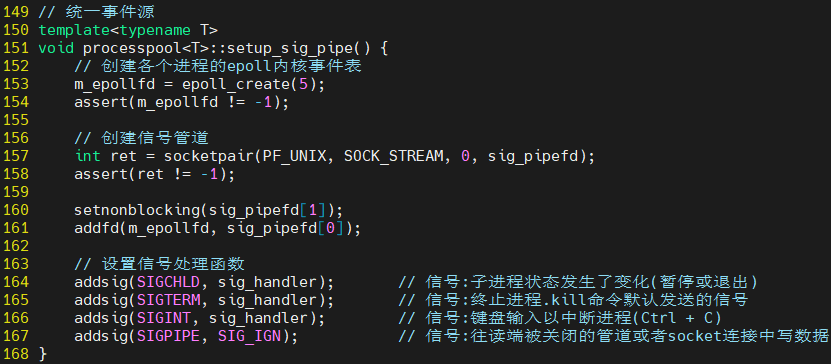 149 // 统一事件源
150 template<typename T>
151 void processpool<T>::setup_sig_pipe() {
152     // 创建各个进程的epoll内核事件表
153     m_epollfd = epoll_create(5);
154     assert(m_epollfd != -1);
155
156     // 创建信号管道
157     int ret = socketpair(PF_UNIX, SOCK_STREAM, 0, sig_pipefd);
158     assert(ret != -1);
159
160     setnonblocking(sig_pipefd[1]);
161     addfd(m_epollfd, sig_pipefd[0]);
162
163     // 设置信号处理函数
164     addsig(SIGCHLD, sig_handler);       // 信号:子进程状态发生了变化(暂停或退出)
165     addsig(SIGTERM, sig_handler);       // 信号:终止进程.kill命令默认发送的信号
166     addsig(SIGINT, sig_handler);        // 信号:键盘输入以中断进程(Ctrl + C)
167     addsig(SIGPIPE, SIG_IGN);           // 信号:往读端被关闭的管道或者socket连接中写数据
168 }